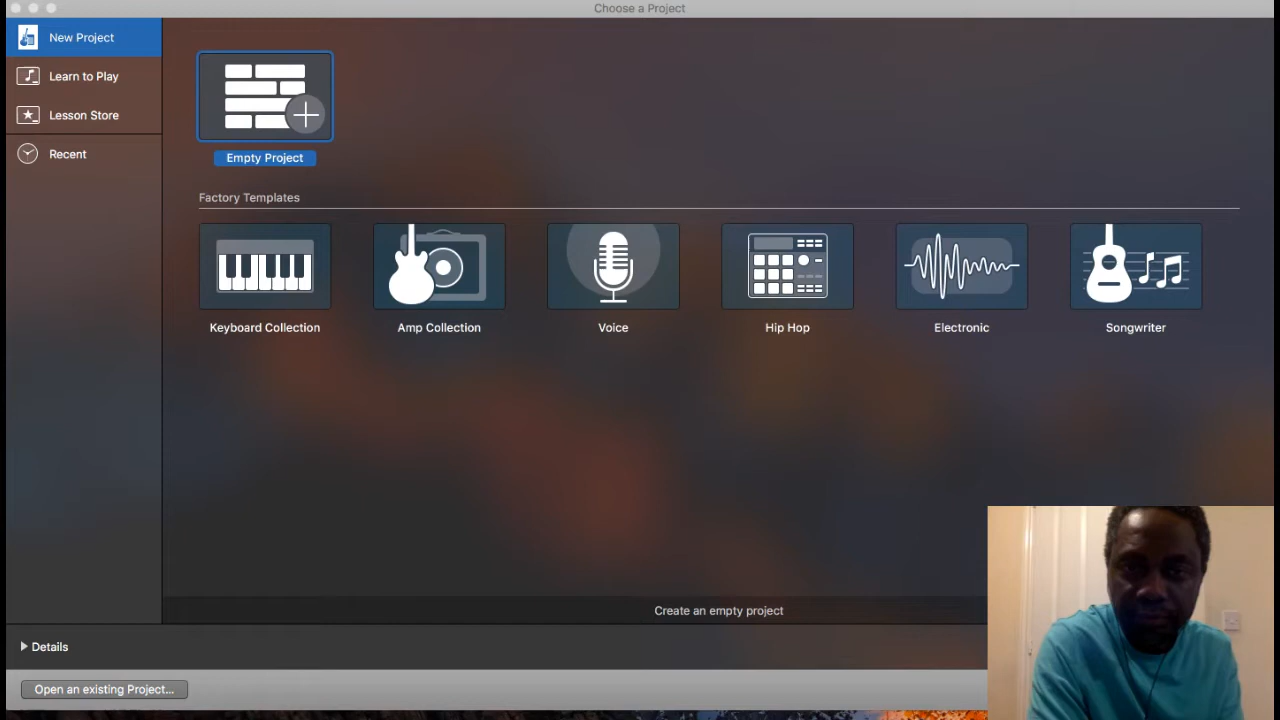 Choose a Project
New Project
Learn to Play
Lesson Store
Recent
Empty Project
Factory Templates
Keyboard Collection
Amp Collection
Voice
Hip Hop
Electronic
Songwriter
Create an empty project
Details
Open an existing Project...